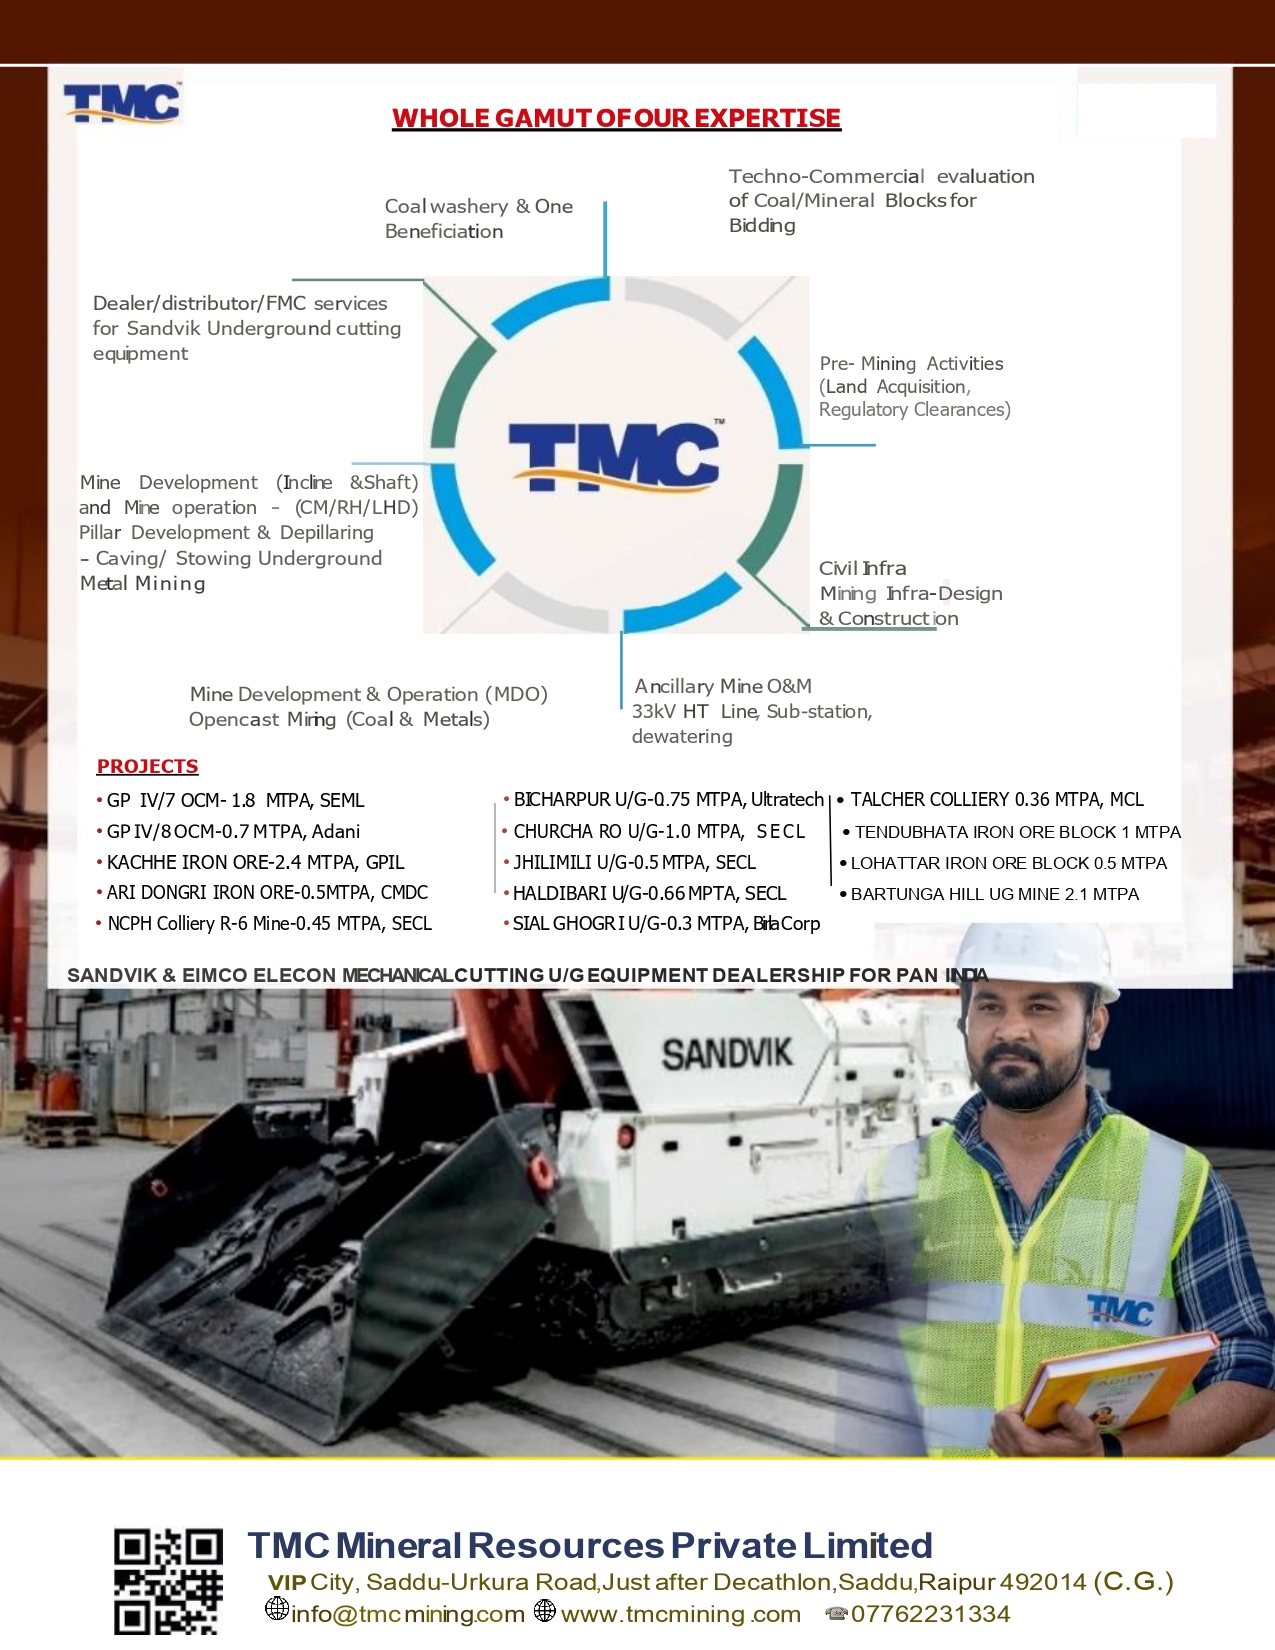 TMC
WHOLE GAMUT OF OUR EXPERTISE
Coal washery & One
Beneficiation
Techno-Commercial evaluation
of Coal/Mineral Blocks for
Bidding
Dealer/distributor/FMC services
for Sandvik Underground cutting
equipment
Pre- Mining Activities
(Land Acquisition,
Regulatory Clearances)
TMC™
Mine Development (Incline &Shaft)
and Mine operation - (CM/RH/LHD)
Pillar Development & Depillaring
– Caving/ Stowing Underground
Metal Mining
Civil Infra
Mining Infra-Design
& Construction
Mine Development & Operation (MDO)
Opencast Mining (Coal & Metals)
Ancillary Mine O&M
33kV HT Line, Sub-station,
dewatering
PROJECTS
• GP IV/7 OCM- 1.8 MTPA, SEML
• GP IV/8 OCM-0.7 MTPA, Adani
• KACHHE IRON ORE-2.4 MTPA, GPIL
• ARI DONGRI IRON ORE-0.5MTPA, CMDC
• NCPH Colliery R-6 Mine-0.45 MTPA, SECL
• BICHARPUR U/G-0..75 MTPA, Ultratech
• CHURCHA RO U/G-1.0 MTPA, SECL
• JHILIMILI U/G-0.5 MTPA, SECL
• HALDIBARI U/G-0.66 MPTA, SECL
• SIAL GHOGRI U/G-0.3 MTPA, Birla Corp
• TALCHER COLLIERY 0.36 MTPA, MCL
• TENDUBHATA IRON ORE BLOCK 1 MTPA
• LOHATTAR IRON ORE BLOCK 0.5 MTPA
• BARTUNGA HILL UG MINE 2.1 MTPA
SANDVIK & EIMCO ELECON MECHANICAL CUTTING U/G EQUIPMENT DEALERSHIP FOR PAN INDIA
SANDVIK
TMC
ADITYA
TMC Mineral Resources Private Limited
VIP City, Saddu-Urkura Road,Just after Decathlon,Saddu,Raipur 492014 (C.G.)
info@tmcmining.com www.tmcmining.com 07762231334